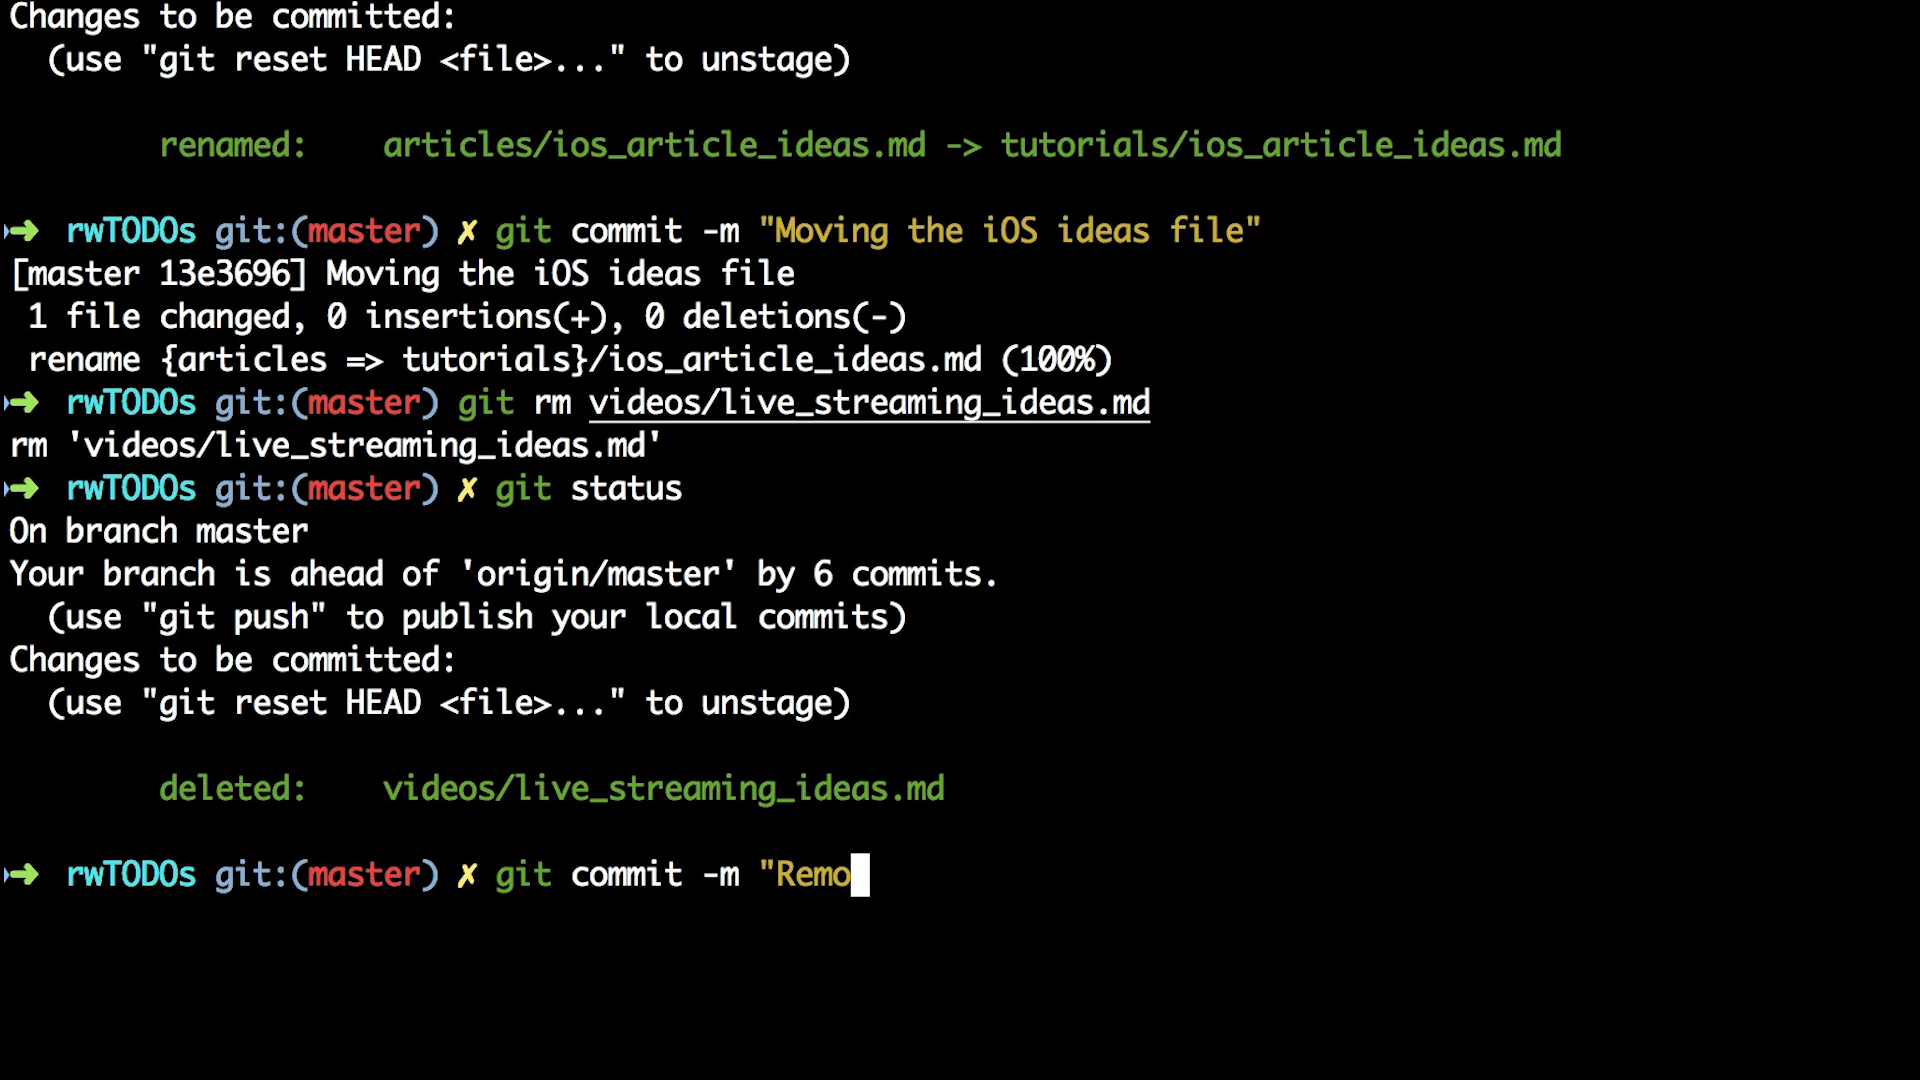 Changes to be committed:
  (use "git reset HEAD <file>..." to unstage)
        renamed:    articles/ios_article_ideas.md -> tutorials/ios_article_ideas.md
➜  rwTODOs git:(master) ✗ git commit -m "Moving the iOS ideas file"
[master 13e3696] Moving the iOS ideas file
 1 file changed, 0 insertions(+), 0 deletions(-)
 rename {articles => tutorials}/ios_article_ideas.md (100%)
➜  rwTODOs git:(master) git rm videos/live_streaming_ideas.md
rm 'videos/live_streaming_ideas.md'
➜  rwTODOs git:(master) ✗ git status
On branch master
Your branch is ahead of 'origin/master' by 6 commits.
  (use "git push" to publish your local commits)
Changes to be committed:
  (use "git reset HEAD <file>..." to unstage)
        deleted:    videos/live_streaming_ideas.md
➜  rwTODOs git:(master) ✗ git commit -m "Remo